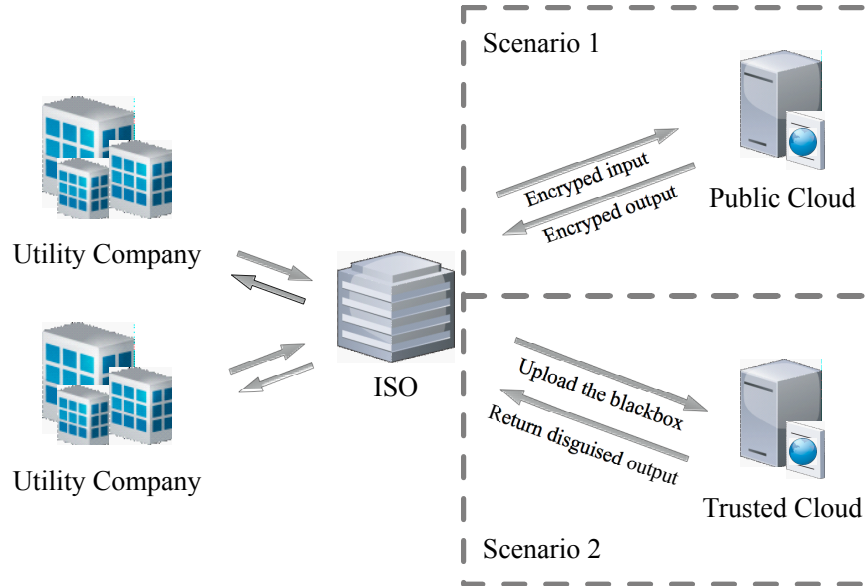 Scenario 1
Encryped input
Encryped output
Public Cloud
Utility Company
ISO
Utility Company
Upload the blackbox
Return disguised output
Trusted Cloud
Scenario 2